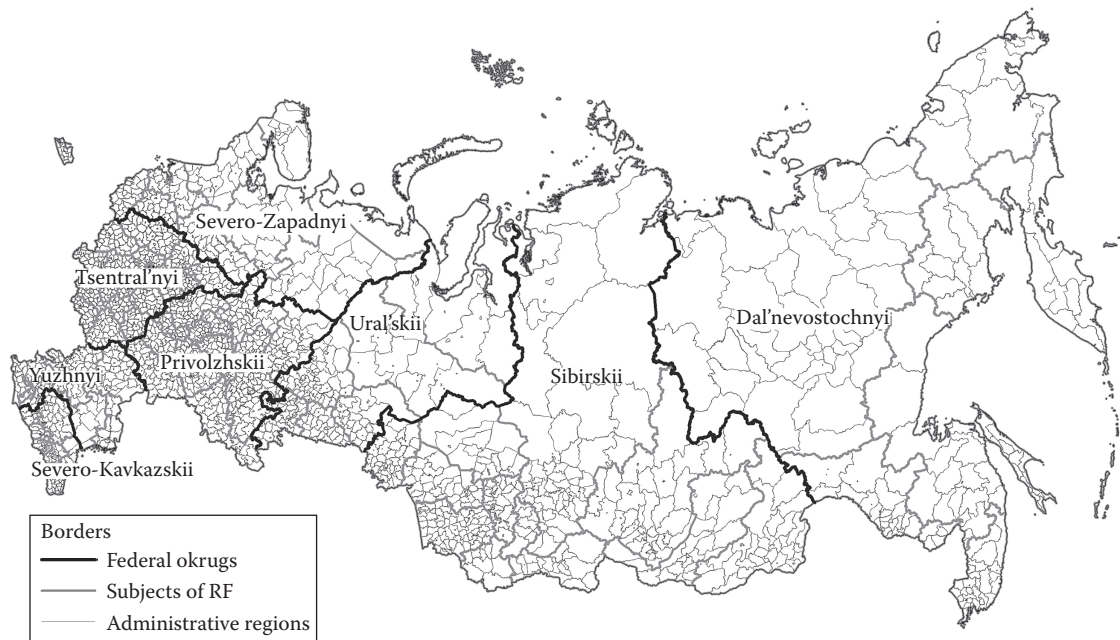 Severo-Zapadnyi
Tsentral'nyi
Ural'skii
Dal'nevostochnyi
Privolzhskii
Yuzhnyi
Sibirskii
Severo-Kavkazskii
Borders
Federal okrugs
Subjects of RF
Administrative regions